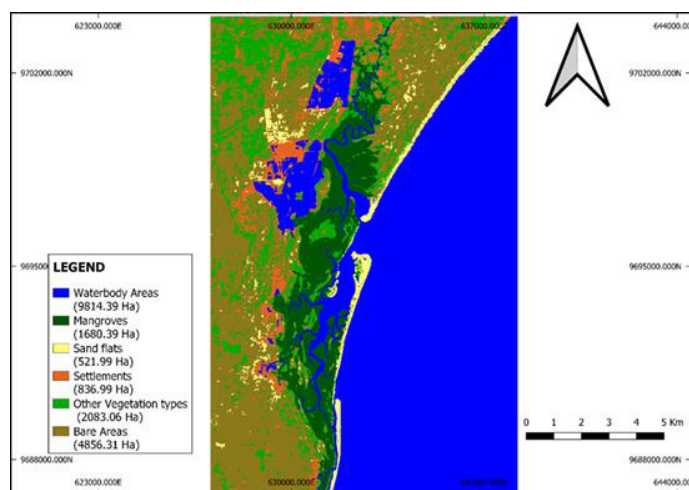 623000.000E 630000.000E 637000.000E 644000.000E
9702000.000N 9702000.000N
9695000.000N 9695000.000N
LEGEND
Waterbody Areas
(9814.39 Ha)
Mangroves
(1680.39 Ha)
Sand flats
(521.99 Ha)
Settlements
(836.99 Ha)
Other Vegetation types
(2083.06 Ha)
Bare Areas
(4856.31 Ha)
0 1 2 3 4 5 Km
9688000.000N 9688000.000N
623000.000E 630000.000E 644000.000E